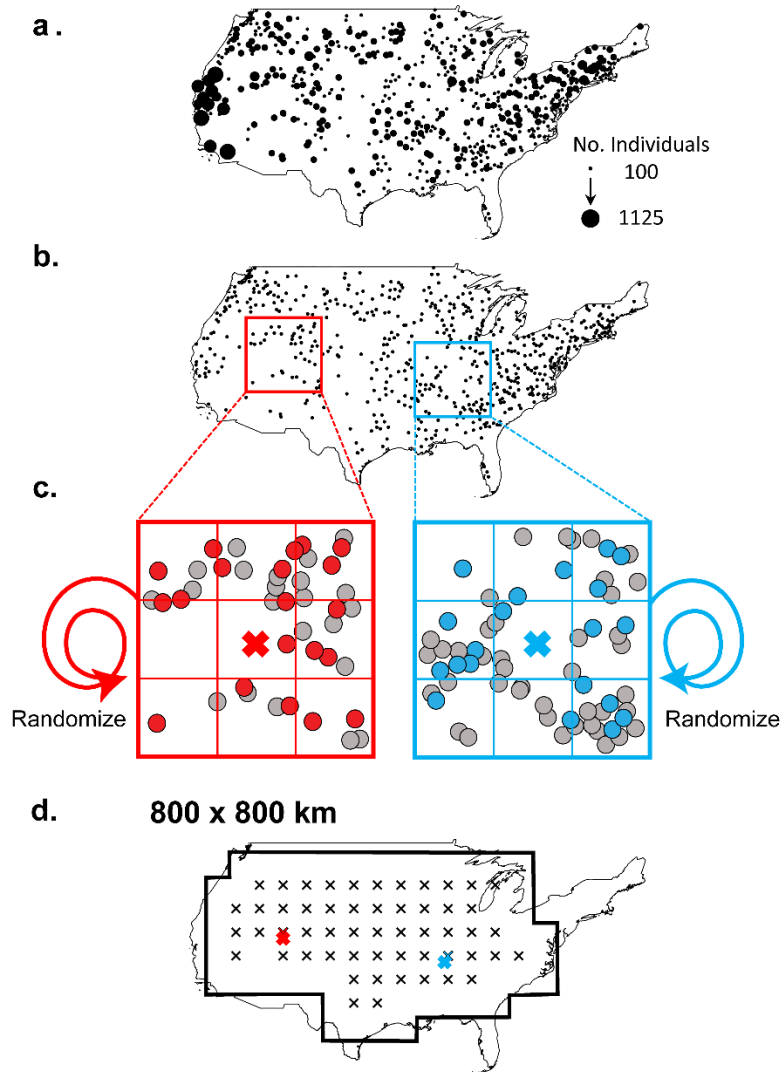 a .
No. Individuals
100
1125
b.
c.
Randomize
Randomize
d.
800 x 800 km